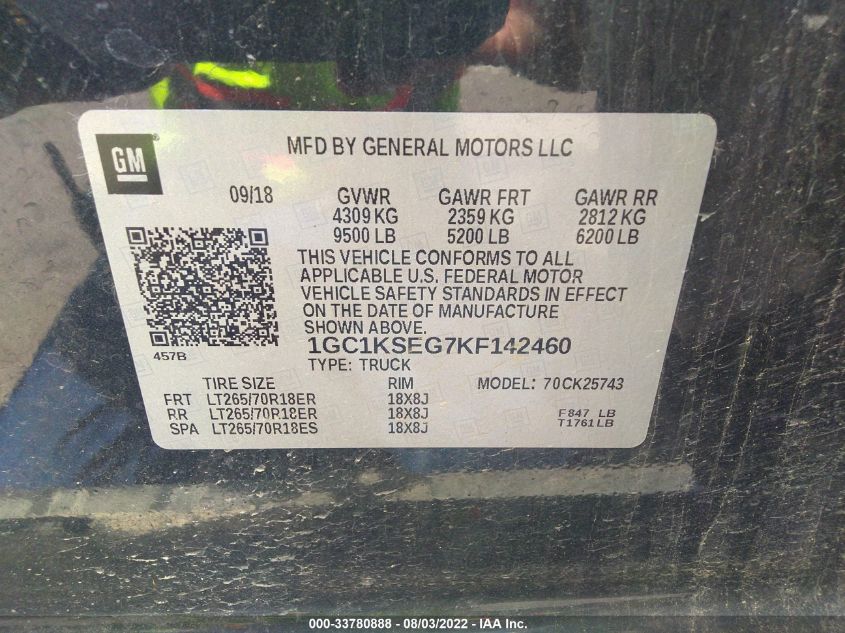 GM
MFD BY GENERAL MOTORS LLC
09/18 GVWR GAWR FRT GAWR RR
4309 KG 2359 KG 2812 KG
9500 LB 5200 LB 6200 LB
THIS VEHICLE CONFORMS TO ALL
APPLICABLE U.S. FEDERAL MOTOR
VEHICLE SAFETY STANDARDS IN EFFECT
ON THE DATE OF MANUFACTURE
SHOWN ABOVE.
457B
1GC1KSEG7KF142460
TYPE: TRUCK
TIRE SIZE RIM MODEL: 70CK25743
FRT LT265/70R18ER 18X8J
RR LT265/70R18ER 18X8J F847 LB
SPA LT265/70R18ES 18X8J T1761LB
000-33780888 - 08/03/2022 - IAA Inc.